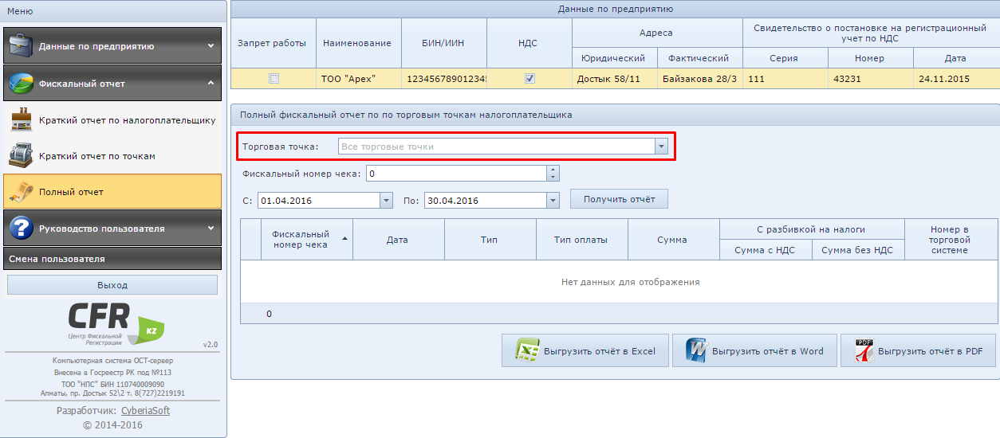 Меню
Данные по предприятию
Фискальный отчет
Краткий отчет по налогоплательщику
Краткий отчет по точкам
Полный отчет
Руководство пользователя
Смена пользователя
Выход
CFR KZ
Центр Фискальной
Регистрации
v2.0
Компьютерная система ОСТ-сервер
Внесена в Госреестр РК под №113
ТОО "НПС" БИН 110740009090
Алматы, пр. Достык 52\2 т. 8(727)2219191
Разработчик: CyberiaSoft
© 2014-2016
Данные по предприятию
Запрет работы Наименование БИН/ИИН НДС Адреса Свидетельство о постановке на регистрационный
учет по НДС
Юридический Фактический Серия Номер Дата
ТОО "Арех" 123456789012345 Достык 58/11 Байзакова 28/3 111 43231 24.11.2015
Полный фискальный отчет по по торговым точкам налогоплательщика
Торговая точка: Все торговые точки
Фискальный номер чека: 0
С: 01.04.2016 По: 30.04.2016 Получить отчёт
Фискальный
номер чека
Дата Тип Тип оплаты Сумма
С разбивкой на налоги
Сумма с НДС Сумма без НДС
Номер в
торговой
системе
Нет данных для отображения
0
Выгрузить отчёт в Excel Выгрузить отчёт в Word PDF Выгрузить отчёт в PDF